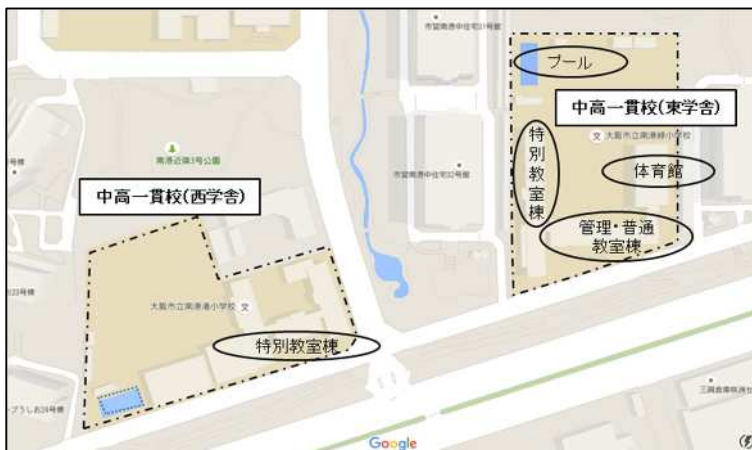 市営南港中住宅31号館
プール
中高一貫校(東学舎)
大阪市立南港緑小学校
特別教室棟
体育館
管理・普通
教室棟
南港近隣3号公園
市営南港中住宅32号館
中高一貫校(西学舎)
大阪市立南港渚小学校
特別教室棟
Google